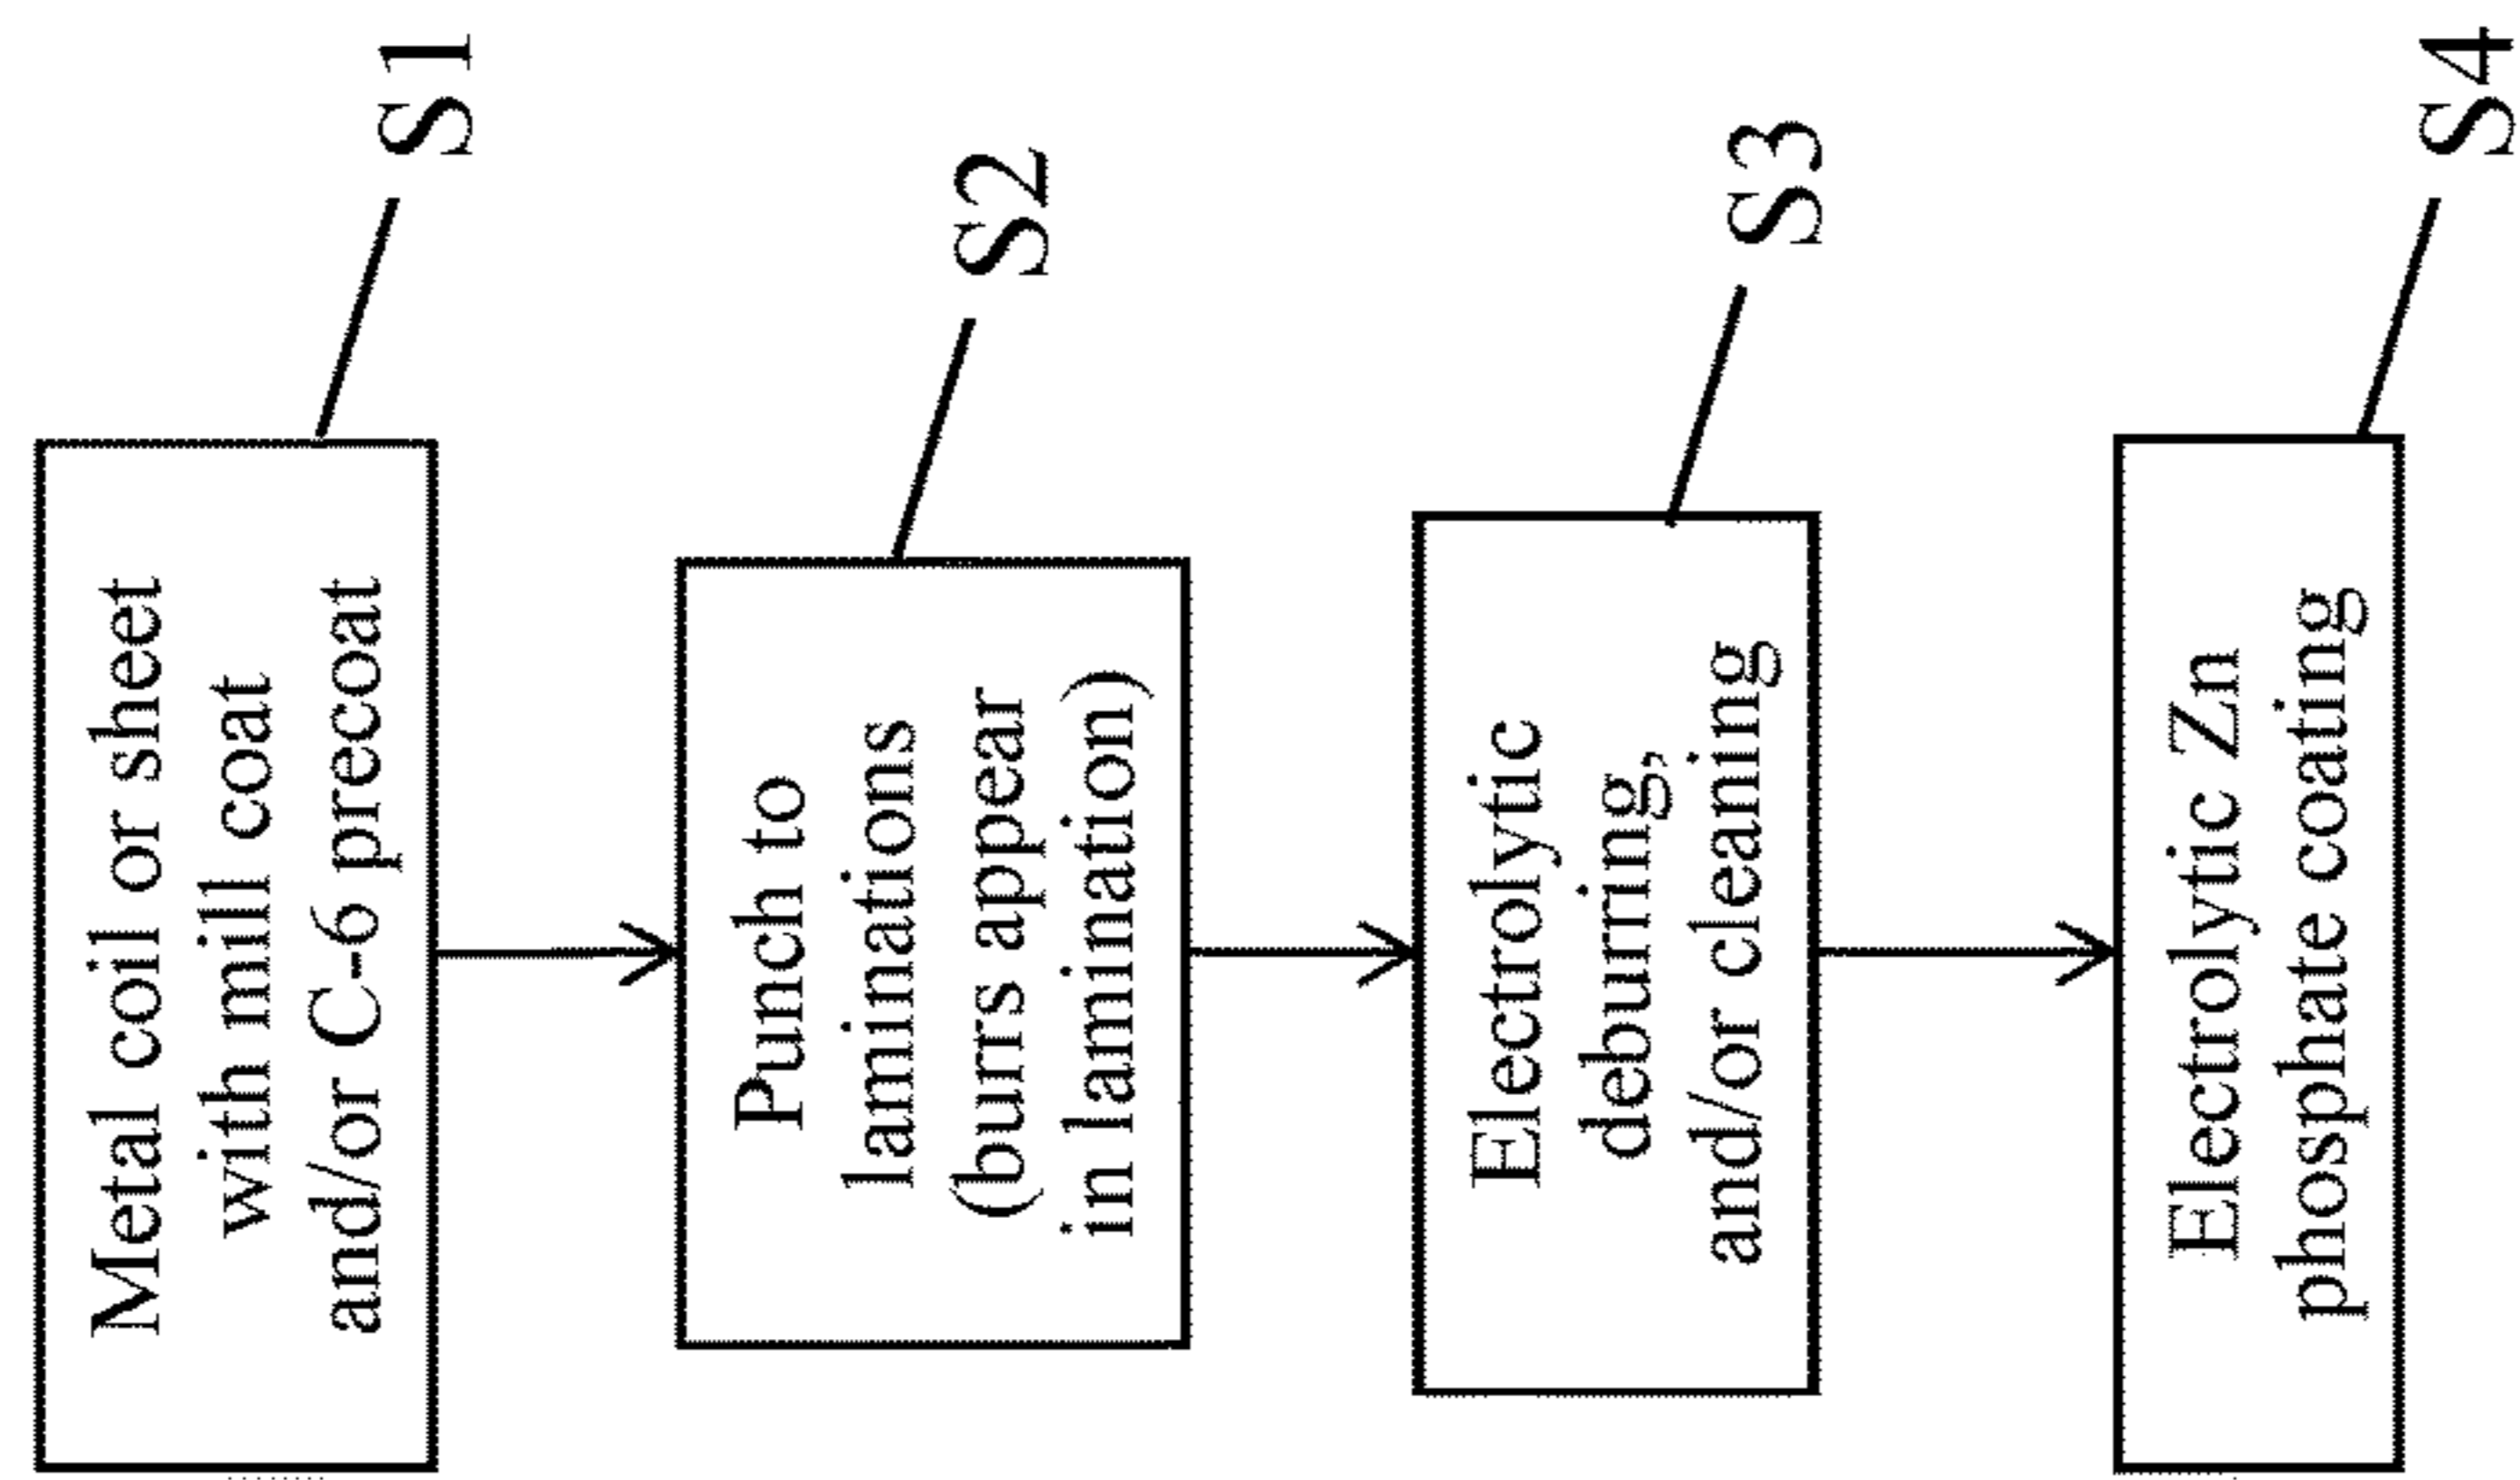 Metal coil or sheet
with mill coat
and/or C-6 precoat
S1
Punch to
laminations
(burrs appear
in lamination)
S2
Electrolytic
deburring,
and/or cleaning
S3
Electrolytic Zn
phosphate coating
S4